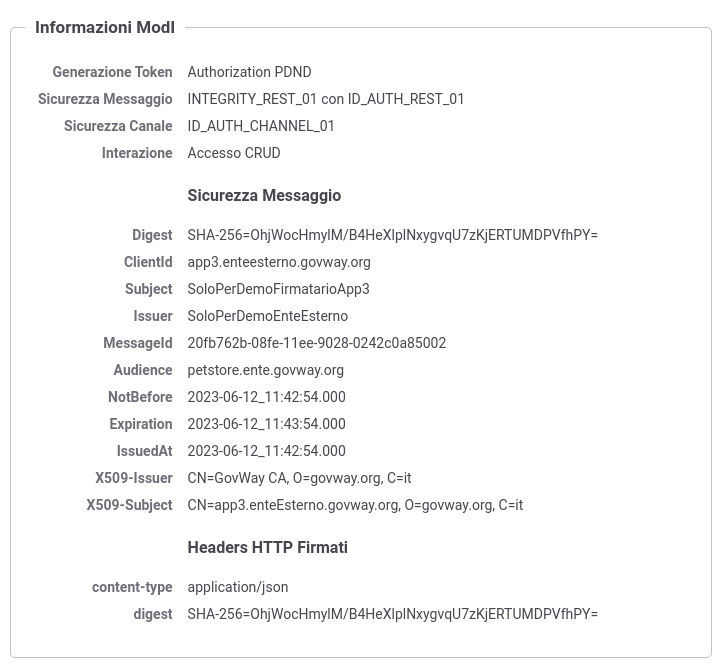 Informazioni ModI
Generazione Token Authorization PDND
Sicurezza Messaggio INTEGRITY_REST_01 con ID_AUTH_REST_01
Sicurezza Canale ID_AUTH_CHANNEL_01
Interazione Accesso CRUD
Sicurezza Messaggio
Digest SHA-256=OhjWocHmylM/B4HeXIplNxygvqU7zKjERTUMDPVfhPY=
ClientId app3.enteesterno.govway.org
Subject SoloPerDemoFirmatarioApp3
Issuer SoloPerDemoEnteEsterno
MessageId 20fb762b-08fe-11ee-9028-0242c0a85002
Audience petstore.ente.govway.org
NotBefore 2023-06-12_11:42:54.000
Expiration 2023-06-12_11:43:54.000
IssuedAt 2023-06-12_11:42:54.000
X509-Issuer CN=GovWay CA, O=govway.org, C=it
X509-Subject CN=app3.enteEsterno.govway.org, O=govway.org, C=it
Headers HTTP Firmati
content-type application/json
digest SHA-256=OhjWocHmylM/B4HeXIplNxygvqU7zKjERTUMDPVfhPY=